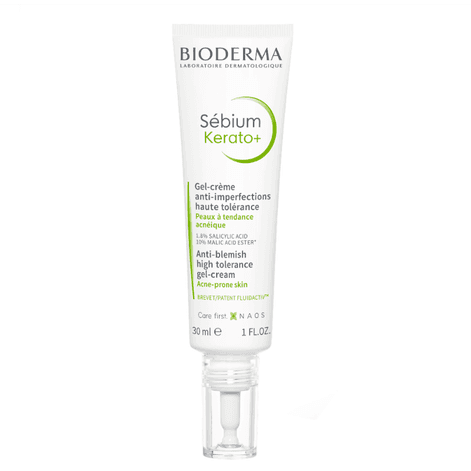 BIODERMA
LABORATOIRE DERMATOLOGIQUE
Sébium
Kerato+
Gel-crème
anti-imperfections
haute tolérance
Peaux à tendance
acnéique
1.8% SALICYLIC ACID
10% MALIC ACID ESTER*
Anti-blemish
high tolerance
gel-cream
Acne-prone skin
BREVET/PATENT FLUIDACTIV™
Care first NAOS
30 ml ℮ 1 FL.OZ.